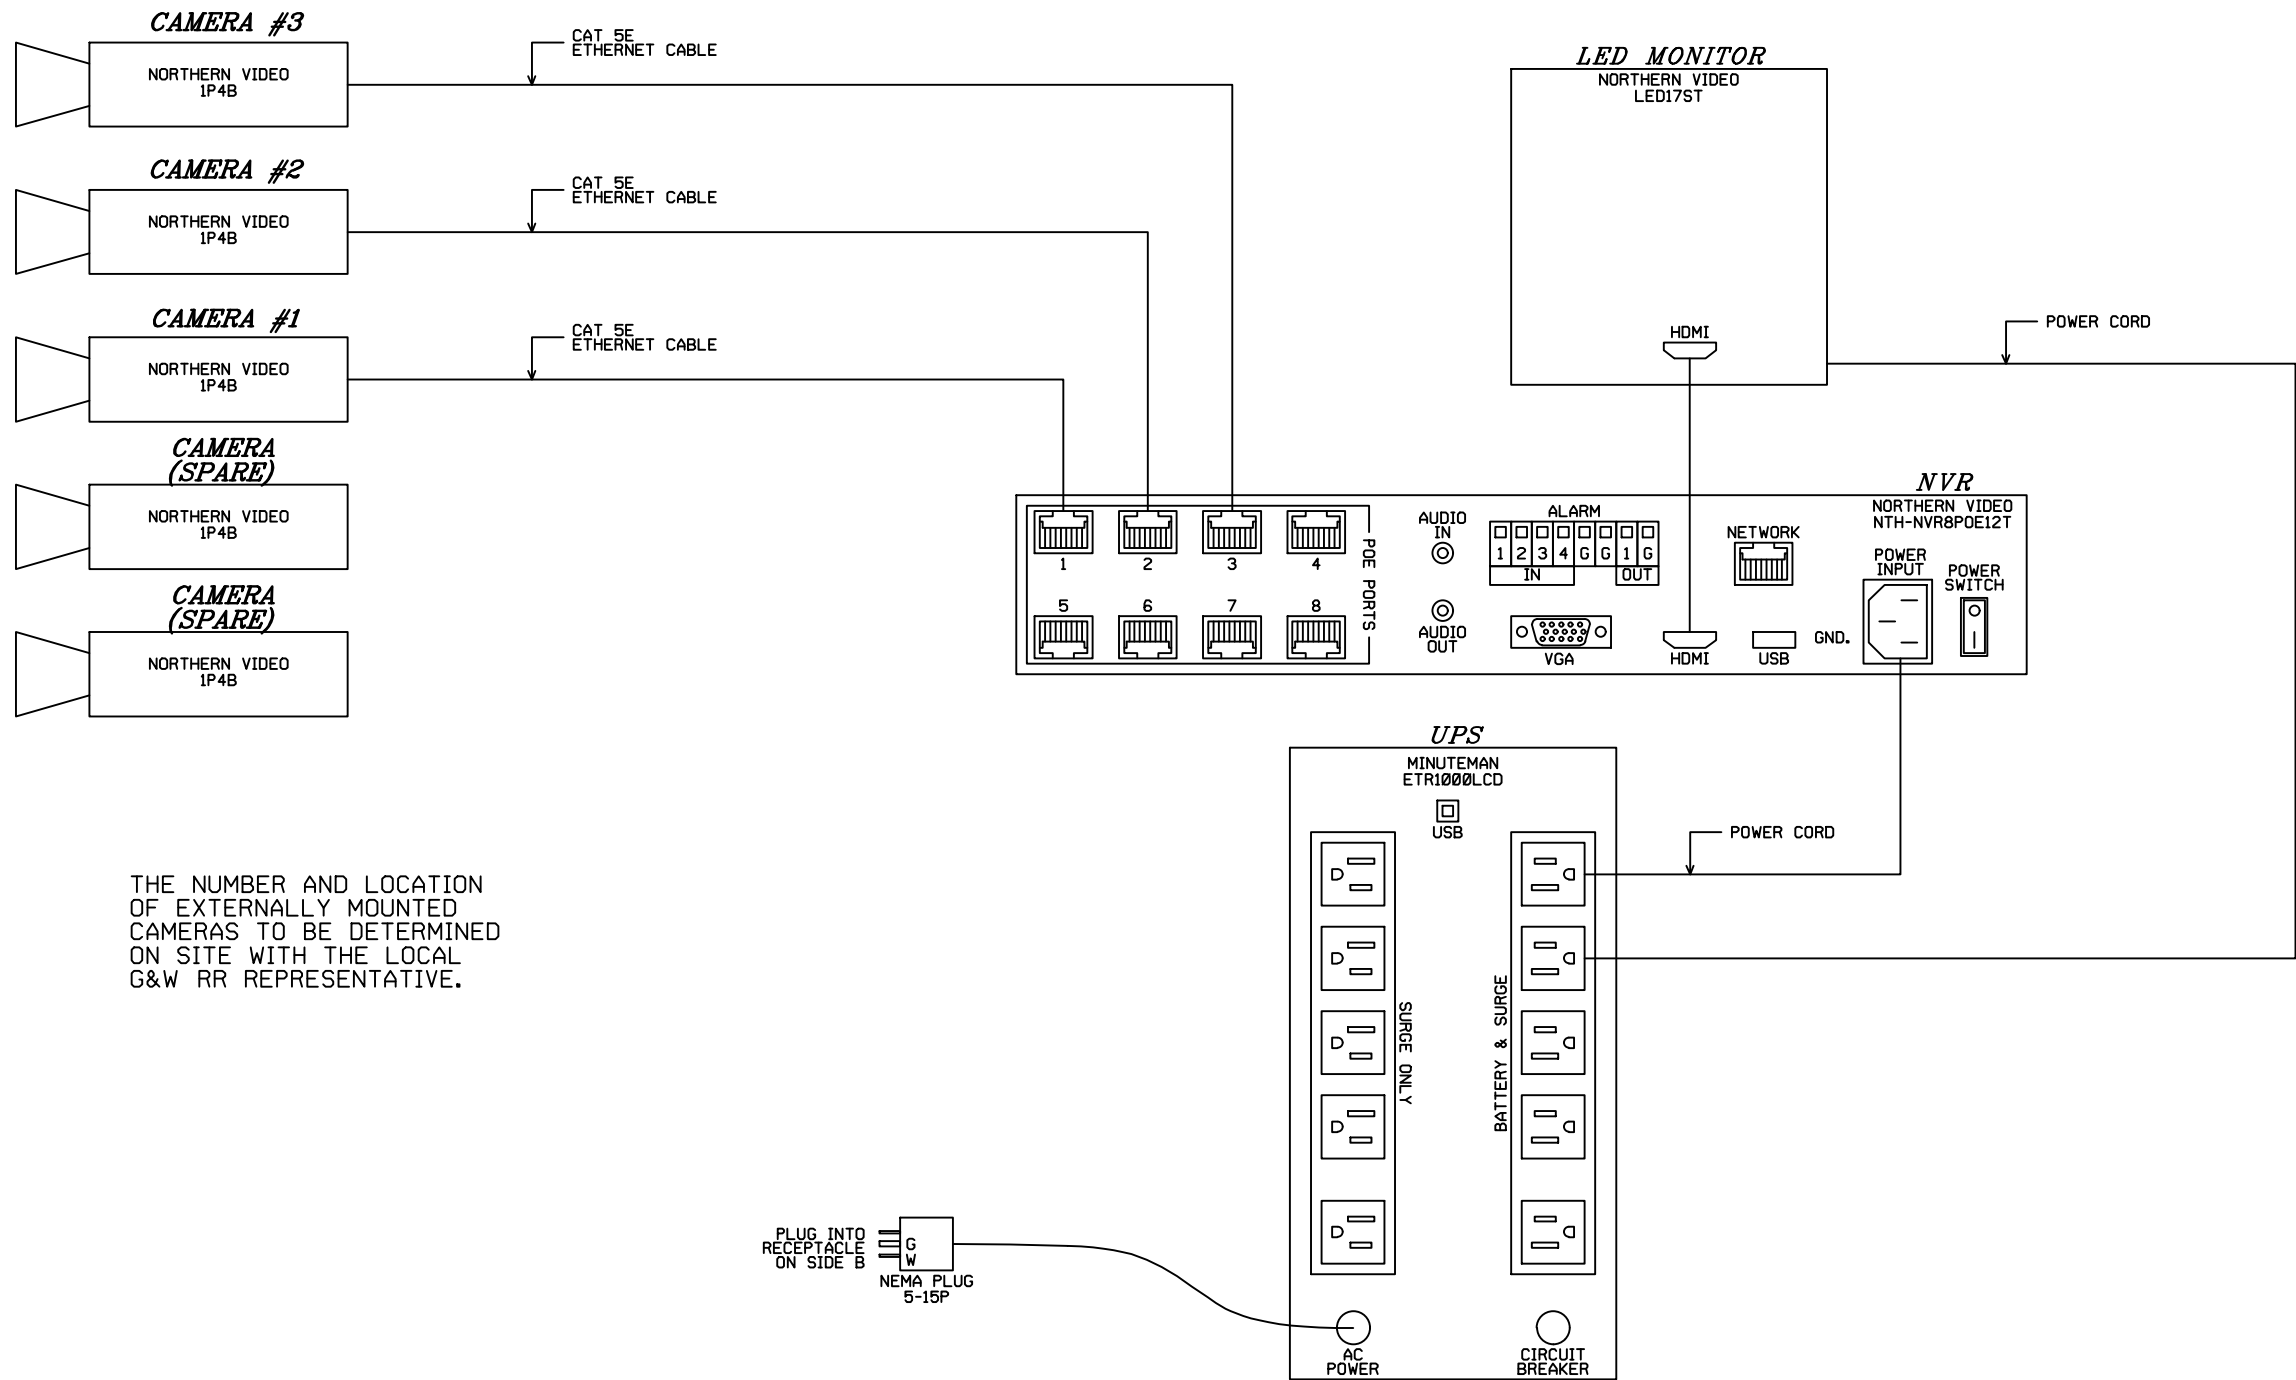 CAMERA #3
NORTHERN VIDEO
1P4B
CAT 5E
ETHERNET CABLE
CAMERA #2
NORTHERN VIDEO
1P4B
CAT 5E
ETHERNET CABLE
CAMERA #1
NORTHERN VIDEO
1P4B
CAT 5E
ETHERNET CABLE
CAMERA
(SPARE)
NORTHERN VIDEO
1P4B
CAMERA
(SPARE)
NORTHERN VIDEO
1P4B
LED MONITOR
NORTHERN VIDEO
LED17ST
HDMI
POWER CORD
NVR
NORTHERN VIDEO
NTH-NVR8POE12T
1
2
3
4
5
6
7
8
POE PORTS
AUDIO
IN
AUDIO
OUT
ALARM
1 2 3 4 G G 1 G
IN
OUT
VGA
HDMI
NETWORK
USB
GND.
POWER
INPUT
POWER
SWITCH
UPS
MINUTEMAN
ETR1000LCD
USB
POWER CORD
SURGE ONLY
BATTERY & SURGE
THE NUMBER AND LOCATION
OF EXTERNALLY MOUNTED
CAMERAS TO BE DETERMINED
ON SITE WITH THE LOCAL
G&W RR REPRESENTATIVE.
PLUG INTO
RECEPTACLE
ON SIDE B
G
W
NEMA PLUG
5-15P
AC
POWER
CIRCUIT
BREAKER